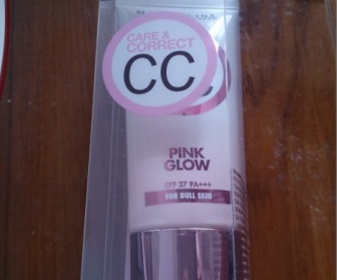 CARE &
CORRECT
CC
PINK
GLOW
SPF 37 PA+++
FOR DULL SKIN